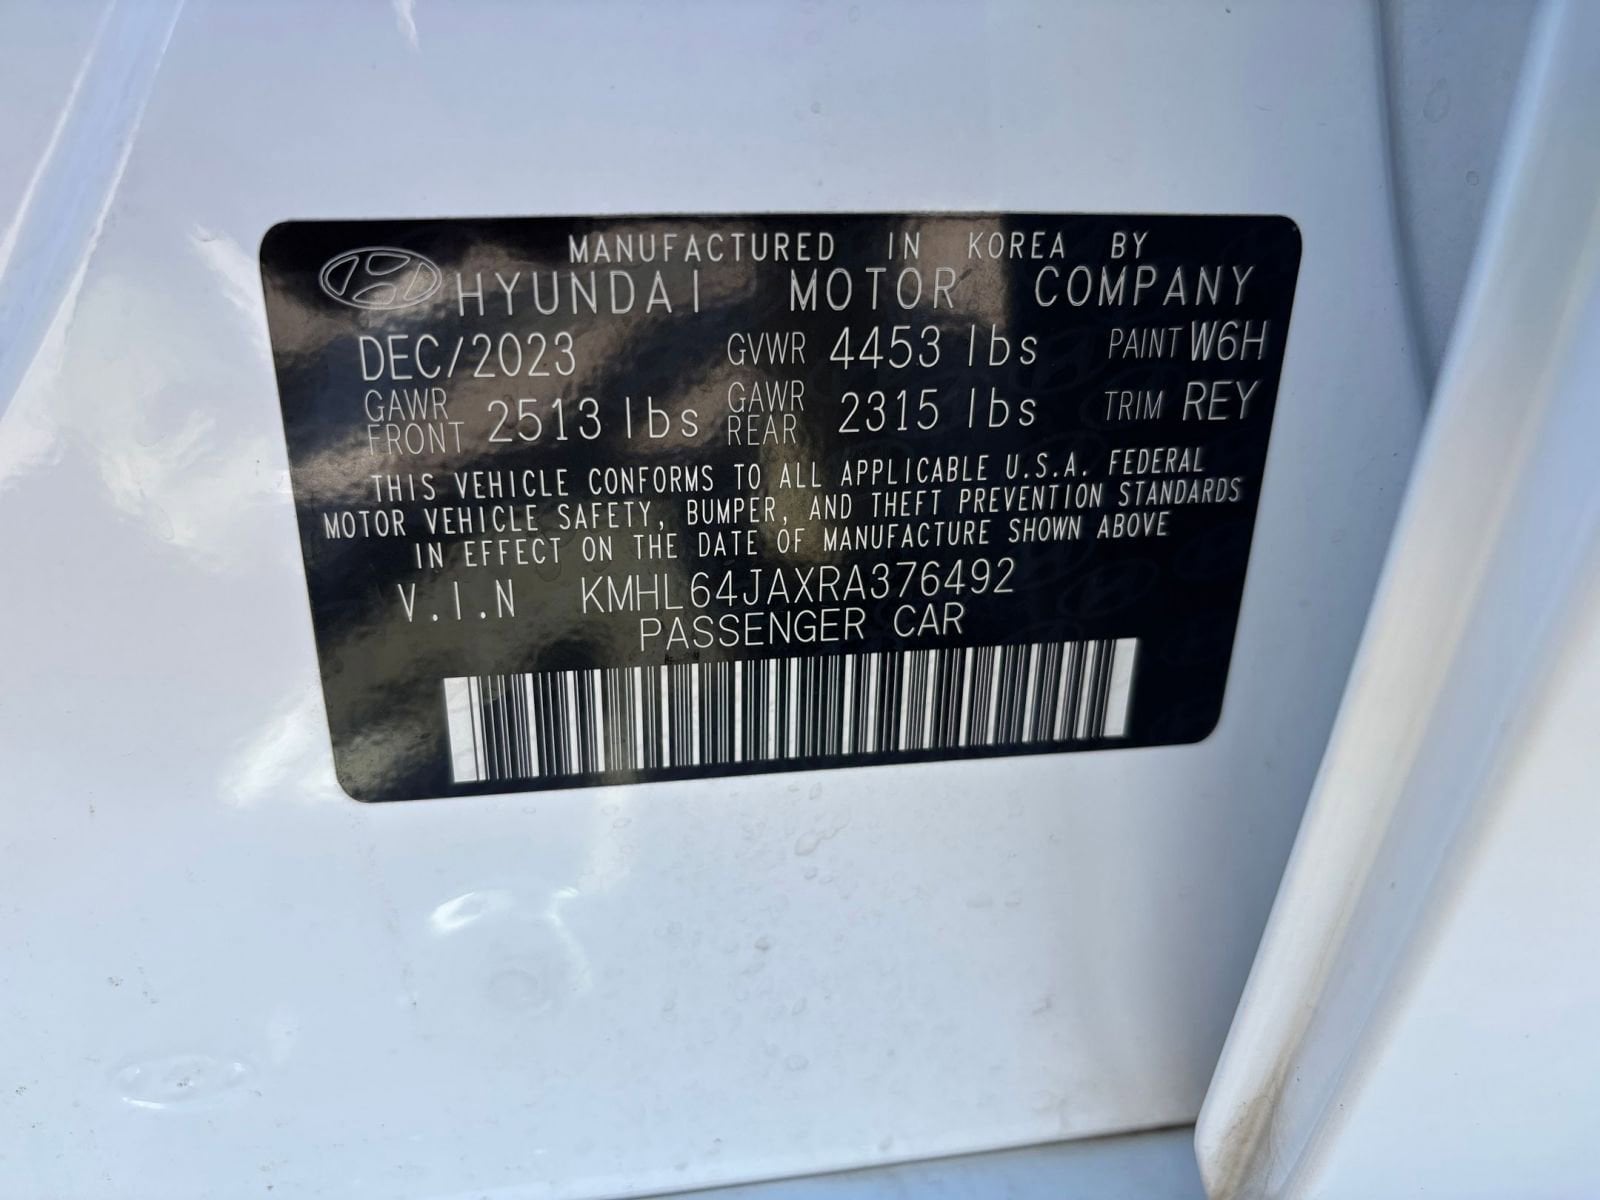 MANUFACTURED IN KOREA BY
HYUNDAI MOTOR COMPANY
DEC/2023 GVWR 4453 lbs PAINT W6H
GAWR FRONT 2513 lbs GAWR REAR 2315 lbs TRIM REY
THIS VEHICLE CONFORMS TO ALL APPLICABLE U.S.A. FEDERAL
MOTOR VEHICLE SAFETY, BUMPER, AND THEFT PREVENTION STANDARDS
IN EFFECT ON THE DATE OF MANUFACTURE SHOWN ABOVE
V.I.N KMHL64JAXRA376492
PASSENGER CAR